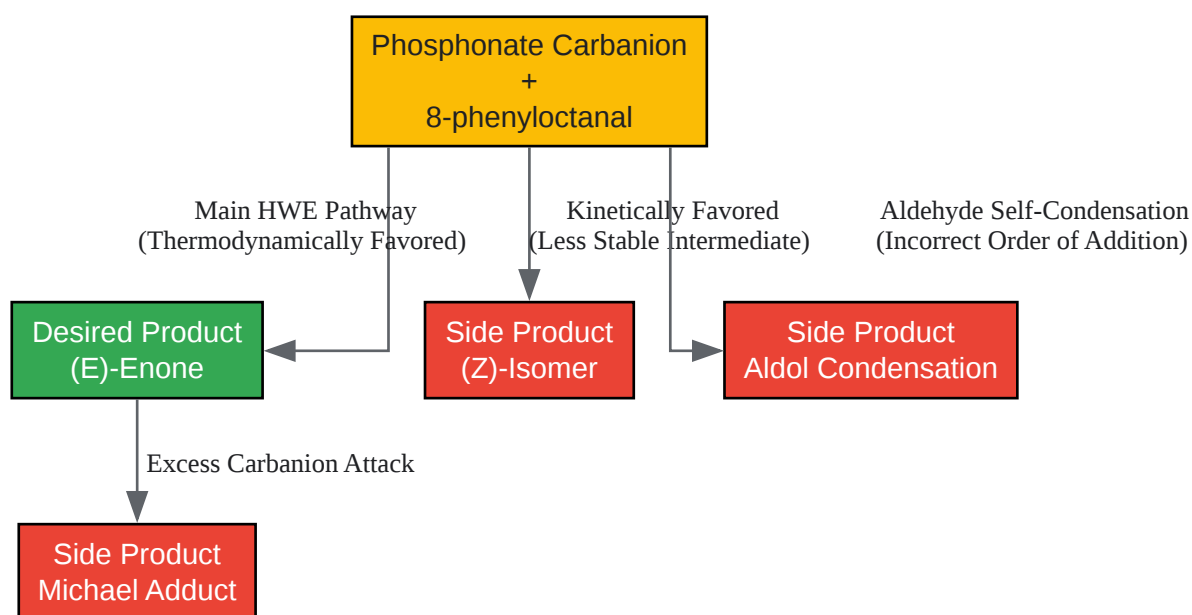 Phosphonate Carbanion
+
8-phenyloctanal
Main HWE Pathway
(Thermodynamically Favored)
Kinetically Favored
(Less Stable Intermediate)
Aldehyde Self-Condensation
(Incorrect Order of Addition)
Desired Product
(E)-Enone
Side Product
(Z)-Isomer
Side Product
Aldol Condensation
Excess Carbanion Attack
Side Product
Michael Adduct